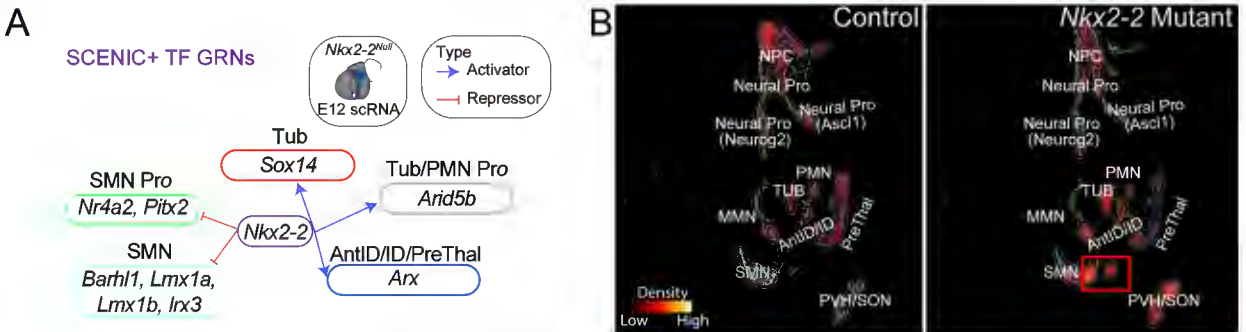 A
SCENIC+ TF GRNs
Nkx2-2Null
E12 scRNA
Type
Activator
Repressor
Tub
Sox14
SMN Pro
Nr4a2, Pitx2
Tub/PMN Pro
Arid5b
Nkx2-2
SMN
Barhl1, Lmx1a,
Lmx1b, Irx3
AntID/ID/PreThal
Arx
B
Control
NPC
Neural Pro
Neural Pro
(Ascl1)
Neural Pro
(Neurog2)
PMN
TUB
MMN
AntID/ID
PreThal
SMN
PVH/SON
Density
Low High
Nkx2-2 Mutant
NPC
Neural Pro
Neural Pro
(Ascl1)
Neural Pro
(Neurog2)
PMN
TUB
MMN
AntID/ID
PreThal
SMN
PVH/SON